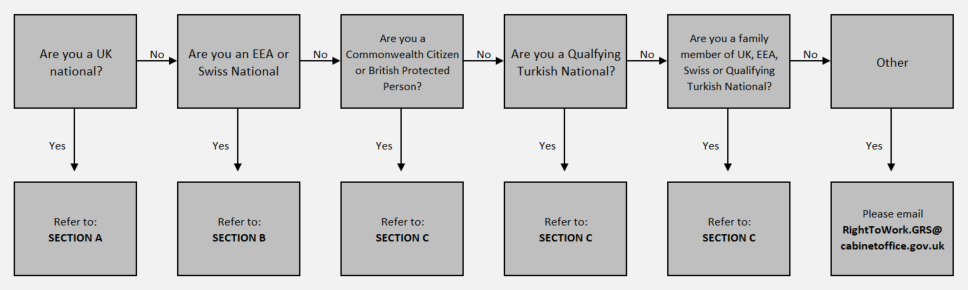 Are you a UK
national?
No
Are you an EEA or
Swiss National
No
Are you a
Commonwealth Citizen
or British Protected
Person?
No
Are you a Qualfying
Turkish National?
No
Are you a family
member of UK, EEA,
Swiss or Qualifying
Turkish National?
No
Other
Yes
Yes
Yes
Yes
Yes
Yes
Refer to:
SECTION A
Refer to:
SECTION B
Refer to:
SECTION C
Refer to:
SECTION C
Refer to:
SECTION C
Please email
RightToWork.GRS@
cabinetoffice.gov.uk